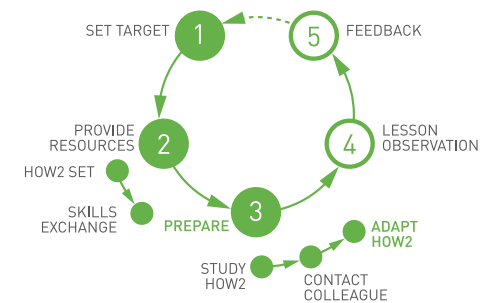 SET TARGET
1
5
FEEDBACK
PROVIDE
RESOURCES
2
4
LESSON
OBSERVATION
HOW2 SET
SKILLS
EXCHANGE
PREPARE
3
ADAPT
HOW2
STUDY
HOW2
CONTACT
COLLEAGUE